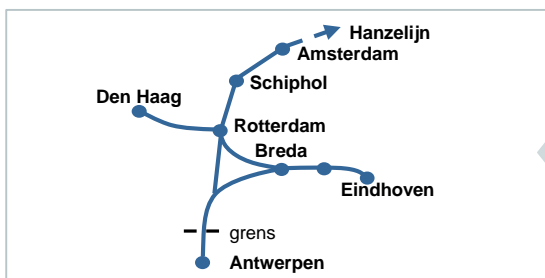 Hanzelijn
Amsterdam
Schiphol
Den Haag
Rotterdam
Breda
Eindhoven
grens
Antwerpen